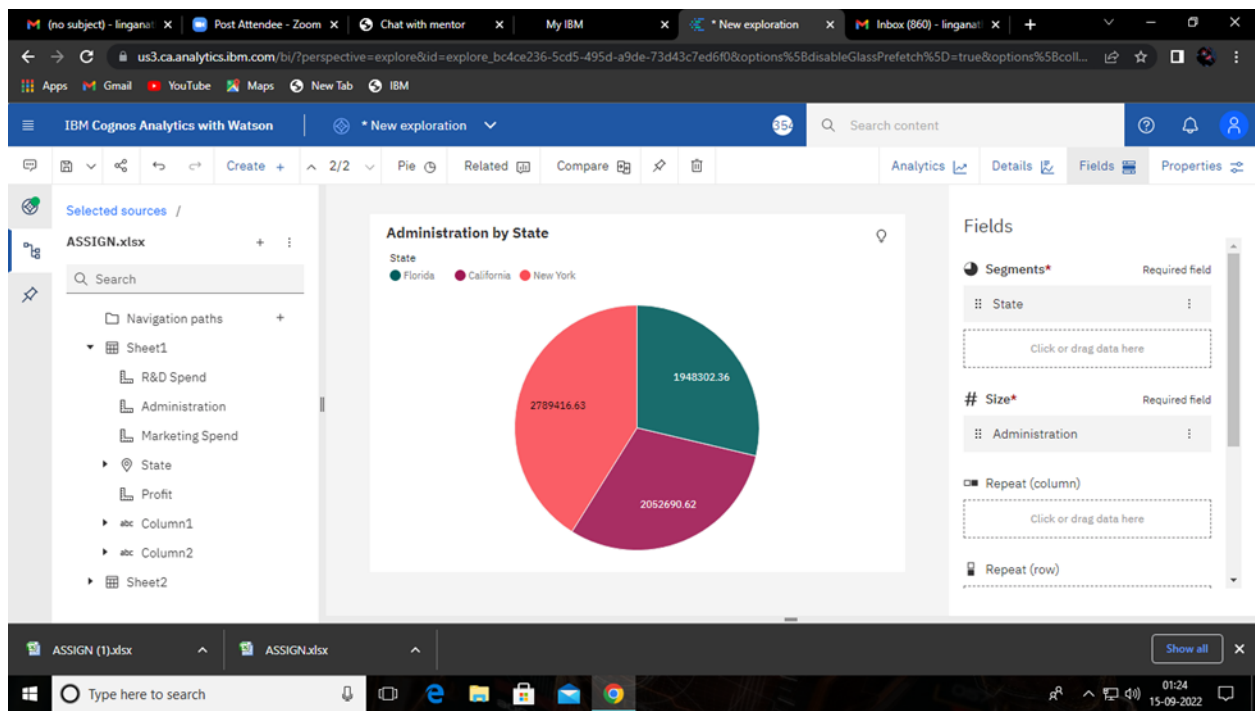 (no subject) - lingana
Post Attendee - Zoom
Chat with mentor
My IBM
* New exploration
Inbox (860) - linganat
us3.ca.analytics.ibm.com/bi/?perspective=explore&id=explore_bc4ce236-5cd5-495d-a9de-73d43c7ed6f0&options%5BdisableGlassPrefetch%5D=true&options%5Bcoll...
Apps Gmail YouTube Maps New Tab IBM
IBM Cognos Analytics with Watson
* New exploration
354
Search content
Create + 2/2 Pie Related Compare
Analytics Details Fields Properties
Selected sources /
ASSIGN.xlsx
Search
Navigation paths
Sheet1
R&D Spend
Administration
Marketing Spend
State
Profit
abc Column1
abc Column2
Sheet2
Administration by State
State
Florida California New York
1948302.36
2789416.63
2052690.62
Fields
Segments* Required field
State
Click or drag data here
# Size* Required field
Administration
Repeat (column)
Click or drag data here
Repeat (row)
ASSIGN (1).xlsx
ASSIGN.xlsx
Show all
Type here to search
01:24
15-09-2022